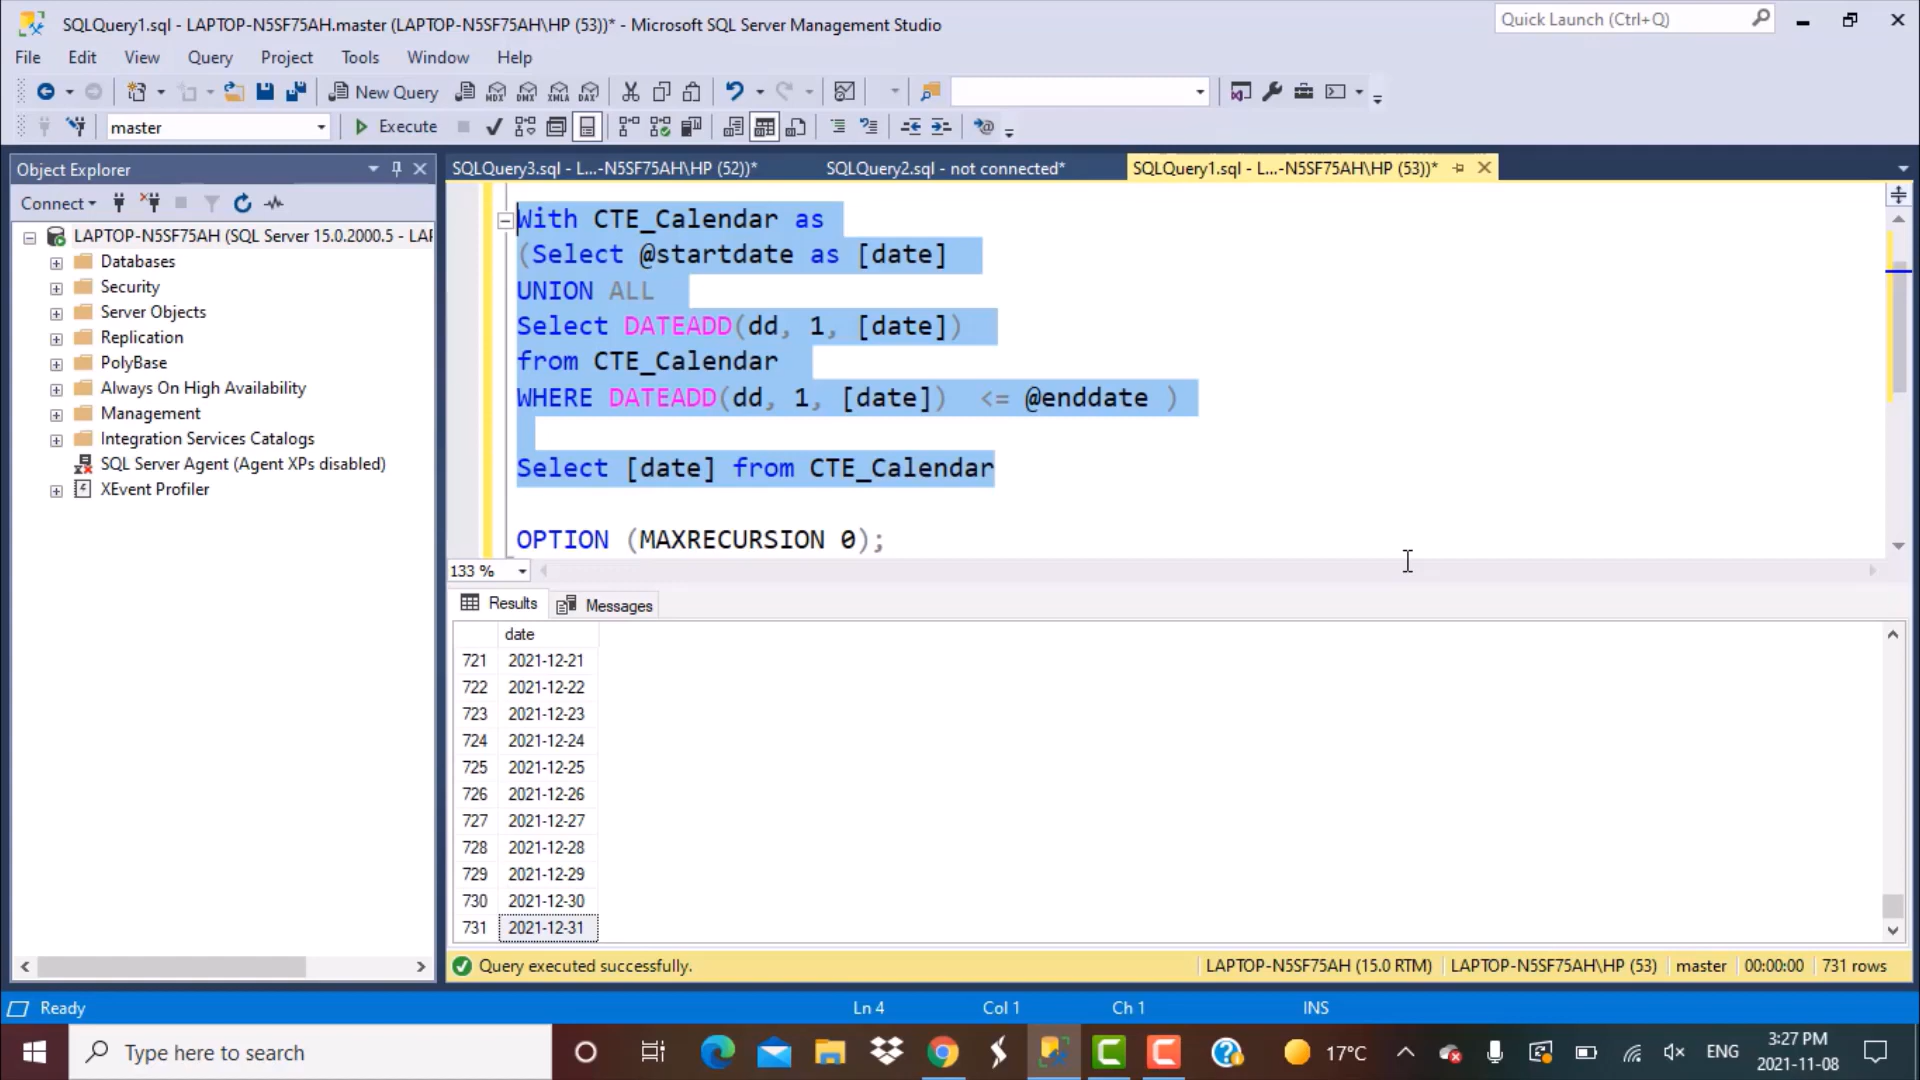 SQLQuery1.sql - LAPTOP-N5SF75AH.master (LAPTOP-N5SF75AH\HP (53))* - Microsoft SQL Server Management Studio
Quick Launch (Ctrl+Q)
File Edit View Query Project Tools Window Help
New Query
MDX DMX XMLA DAX
master
Execute
Object Explorer
SQLQuery3.sql - L...-N5SF75AH\HP (52))*
SQLQuery2.sql - not connected*
SQLQuery1.sql - L...-N5SF75AH\HP (53))*
Connect
LAPTOP-N5SF75AH (SQL Server 15.0.2000.5 - LAP
Databases
Security
Server Objects
Replication
PolyBase
Always On High Availability
Management
Integration Services Catalogs
SQL Server Agent (Agent XPs disabled)
XEvent Profiler
With CTE_Calendar as
(Select @startdate as [date]
UNION ALL
Select DATEADD(dd, 1, [date])
from CTE_Calendar
WHERE DATEADD(dd, 1, [date]) <= @enddate )
Select [date] from CTE_Calendar
OPTION (MAXRECURSION 0);
133 %
Results Messages
date
721 2021-12-21
722 2021-12-22
723 2021-12-23
724 2021-12-24
725 2021-12-25
726 2021-12-26
727 2021-12-27
728 2021-12-28
729 2021-12-29
730 2021-12-30
731 2021-12-31
Query executed successfully.
LAPTOP-N5SF75AH (15.0 RTM) LAPTOP-N5SF75AH\HP (53) master 00:00:00 731 rows
Ready
Ln 4 Col 1 Ch 1 INS
Type here to search
17°C
ENG
3:27 PM
2021-11-08